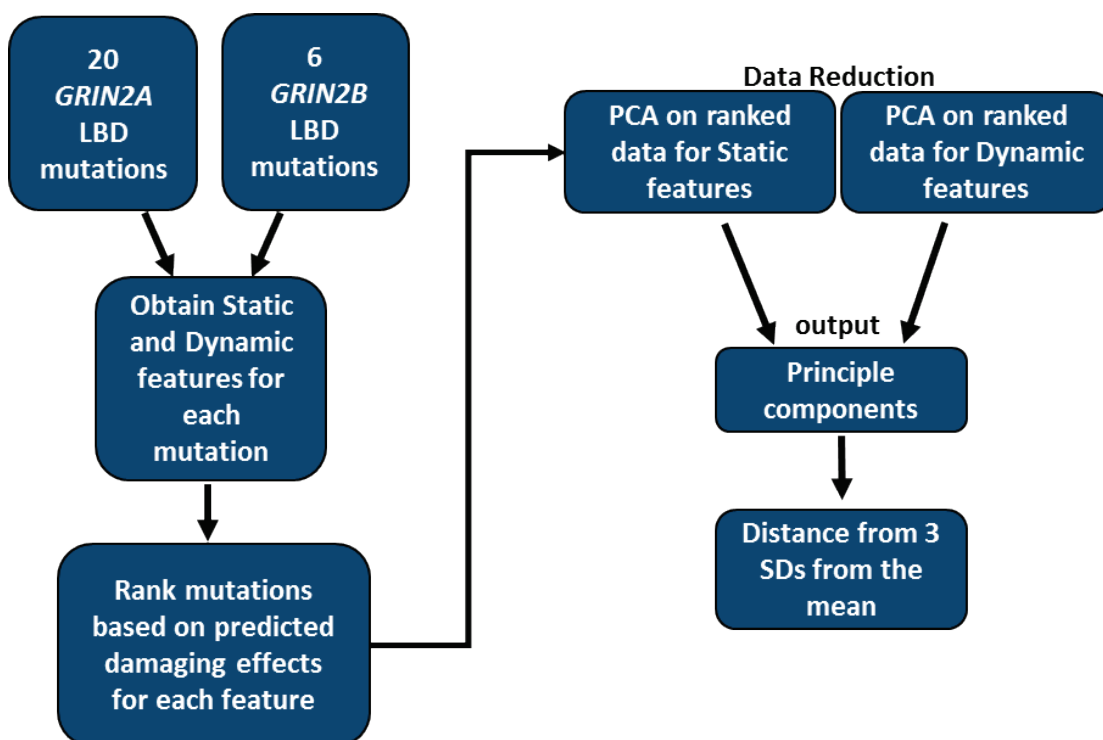 20
GRIN2A
LBD
mutations
6
GRIN2B
LBD
mutations
Obtain Static
and Dynamic
features for
each
mutation
Rank mutations
based on predicted
damaging effects
for each feature
Data Reduction
PCA on ranked
data for Static
features
PCA on ranked
data for Dynamic
features
output
Principle
components
Distance from 3
SDs from the
mean